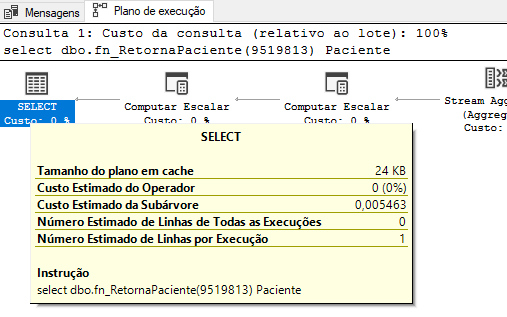 Mensagens Plano de execução
Consulta 1: Custo da consulta (relativo ao lote): 100%
select dbo.fn_RetornaPaciente(9519813) Paciente
SELECT
Custo: 0 %
Computar Escalar
Custo: 0 %
Computar Escalar
Custo: 0 %
Stream Agg
(Aggreg
Custo:
SELECT
Tamanho do plano em cache 24 KB
Custo Estimado do Operador 0 (0%)
Custo Estimado da Subárvore 0,005463
Número Estimado de Linhas de Todas as Execuções 0
Número Estimado de Linhas por Execução 1
Instrução
select dbo.fn_RetornaPaciente(9519813) Paciente